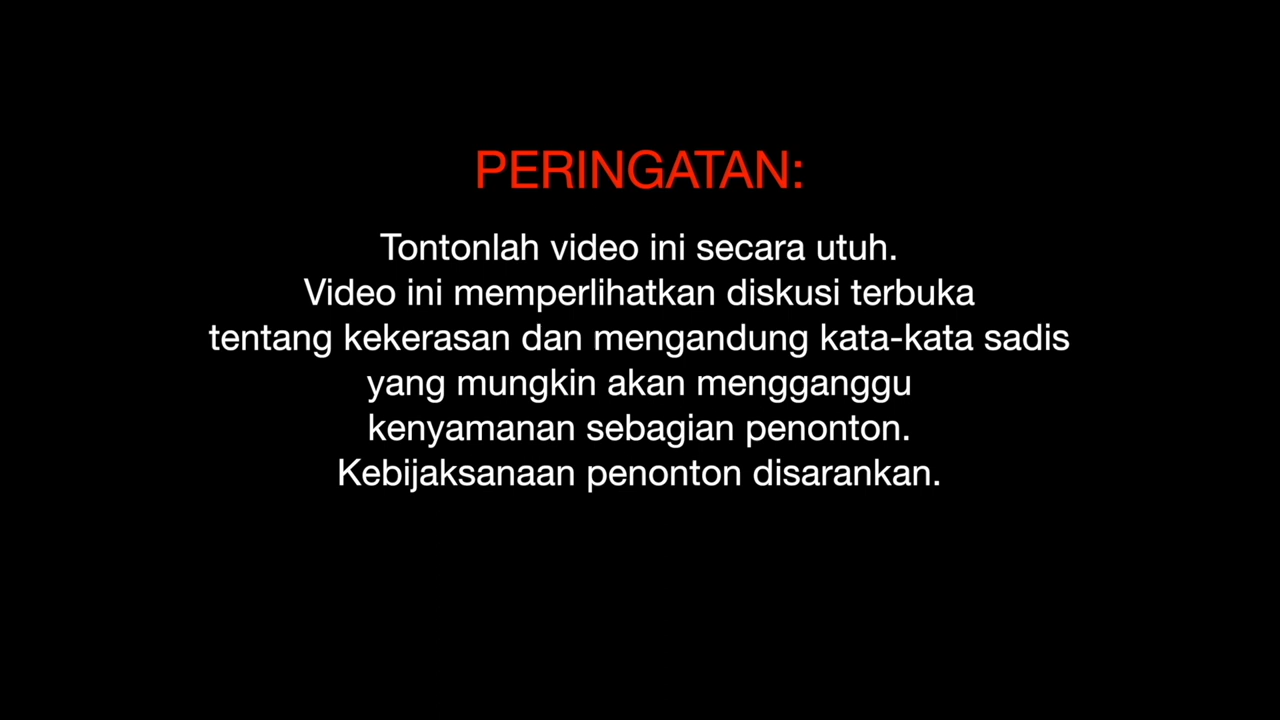 PERINGATAN:
Tontonlah video ini secara utuh.
Video ini memperlihatkan diskusi terbuka
tentang kekerasan dan mengandung kata-kata sadis
yang mungkin akan mengganggu
kenyamanan sebagian penonton.
Kebijaksanaan penonton disarankan.